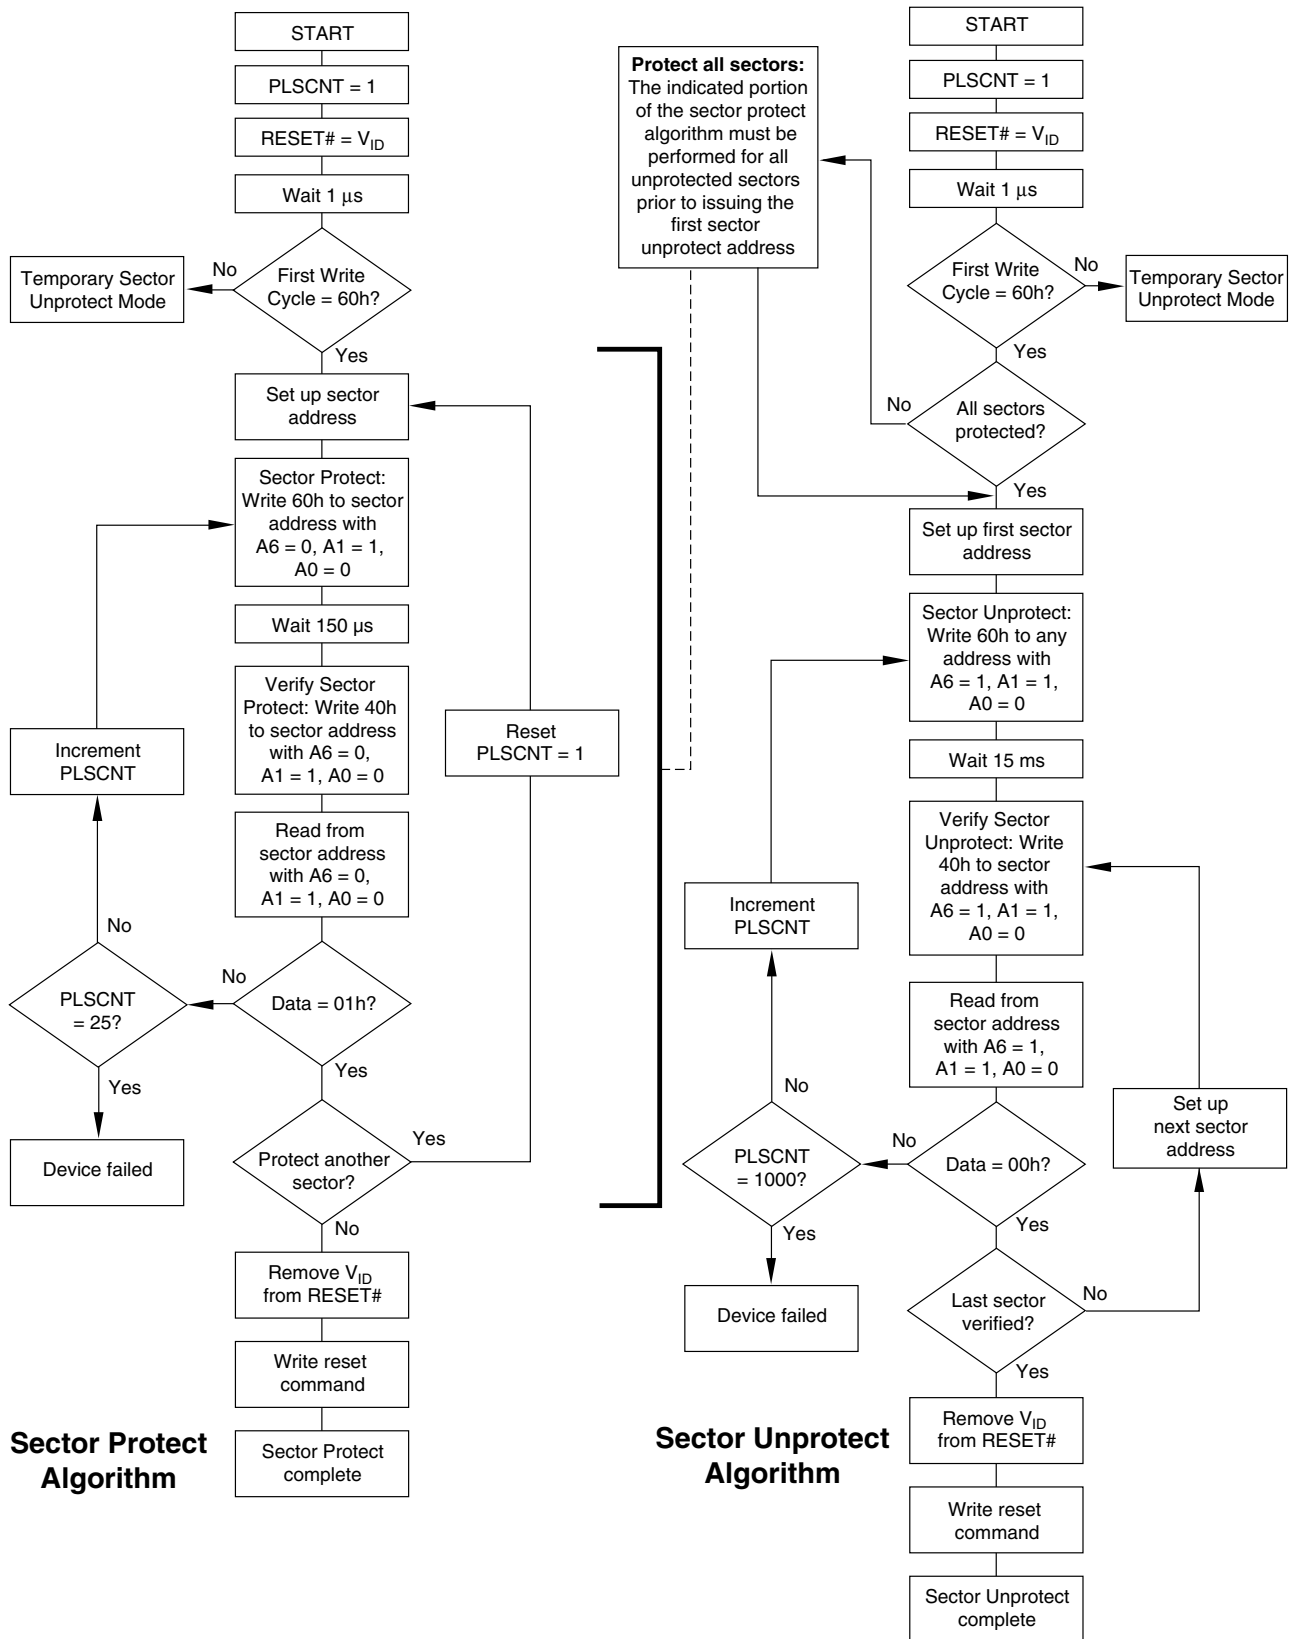 START
PLSCNT = 1
RESET# = VID
Wait 1 μs
First Write
Cycle = 60h?
No
Temporary Sector
Unprotect Mode
Yes
Set up sector
address
Sector Protect:
Write 60h to sector
address with
A6 = 0, A1 = 1,
A0 = 0
Wait 150 µs
Verify Sector
Protect: Write 40h
to sector address
with A6 = 0,
A1 = 1, A0 = 0
Reset
PLSCNT = 1
Increment
PLSCNT
Read from
sector address
with A6 = 0,
A1 = 1, A0 = 0
No
No
PLSCNT
= 25?
Data = 01h?
Yes
Yes
Device failed
Protect another
sector?
Yes
No
Remove VID
from RESET#
Write reset
command
Sector Protect
complete
Sector Protect
Algorithm
Protect all sectors:
The indicated portion
of the sector protect
algorithm must be
performed for all
unprotected sectors
prior to issuing the
first sector
unprotect address
START
PLSCNT = 1
RESET# = VID
Wait 1 μs
First Write
Cycle = 60h?
No
Temporary Sector
Unprotect Mode
Yes
No
All sectors
protected?
Yes
Set up first sector
address
Sector Unprotect:
Write 60h to any
address with
A6 = 1, A1 = 1,
A0 = 0
Wait 15 ms
Verify Sector
Unprotect: Write
40h to sector
address with
A6 = 1, A1 = 1,
A0 = 0
Increment
PLSCNT
Read from
sector address
with A6 = 1,
A1 = 1, A0 = 0
No
No
Set up
next sector
address
PLSCNT
= 1000?
Data = 00h?
Yes
Yes
Device failed
Last sector
verified?
No
Yes
Remove VID
from RESET#
Write reset
command
Sector Unprotect
complete
Sector Unprotect
Algorithm